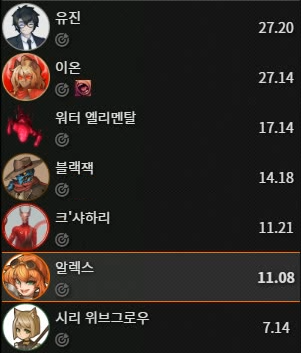 유진 27.20
이온 27.14
워터 엘리멘탈 17.14
블랙잭 14.18
크'샤하리 11.21
알렉스 11.08
시리 위브그로우 7.14